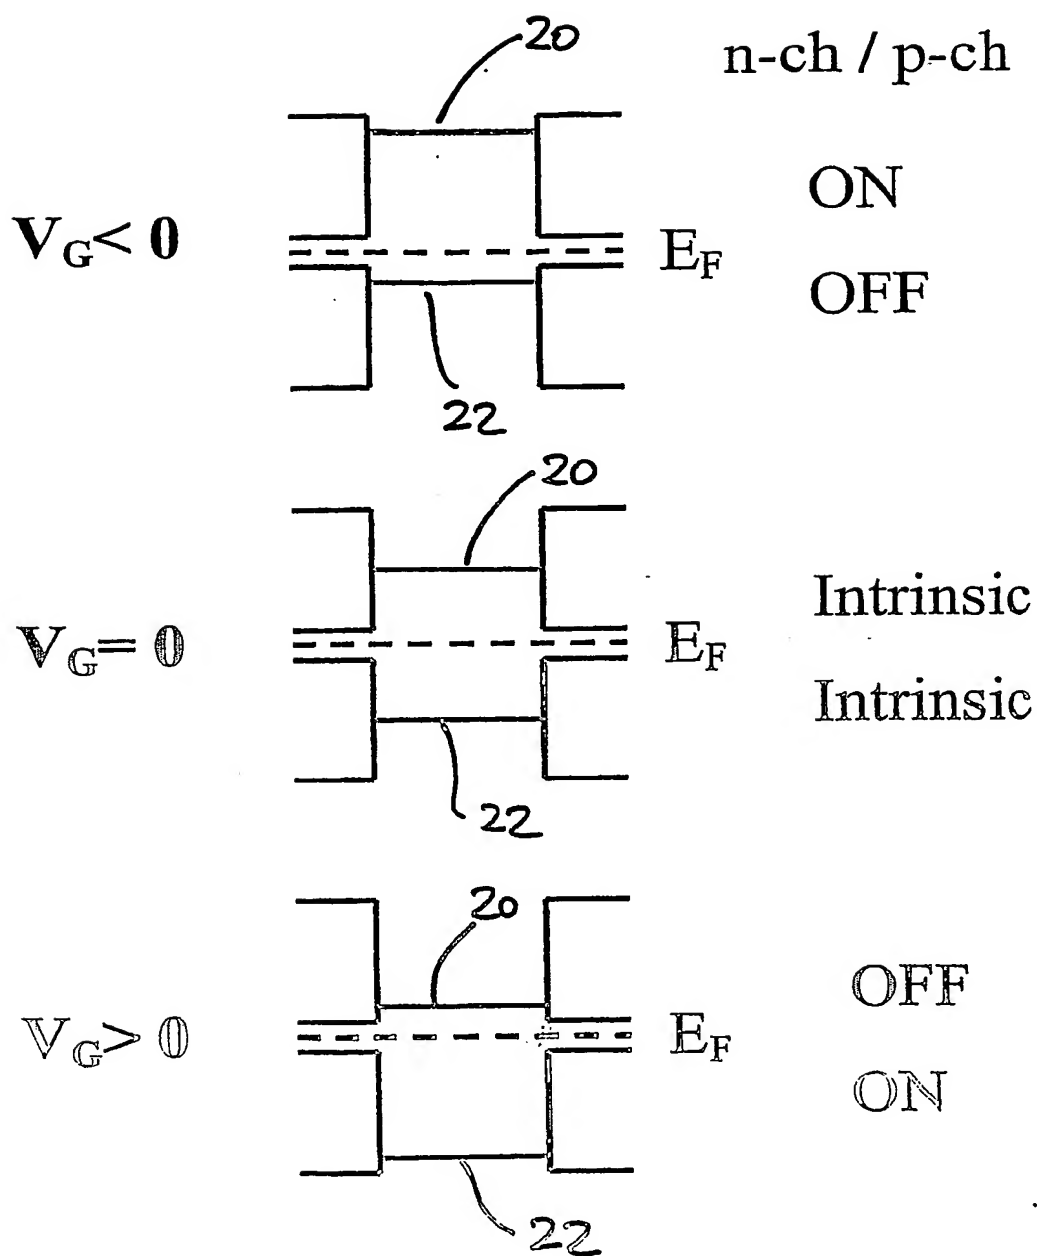 20
n-ch / p-ch
ON
V_G < 0
E_F
OFF
22
20
Intrinsic
V_G = 0
E_F
Intrinsic
22
20
OFF
V_G > 0
E_F
ON
22